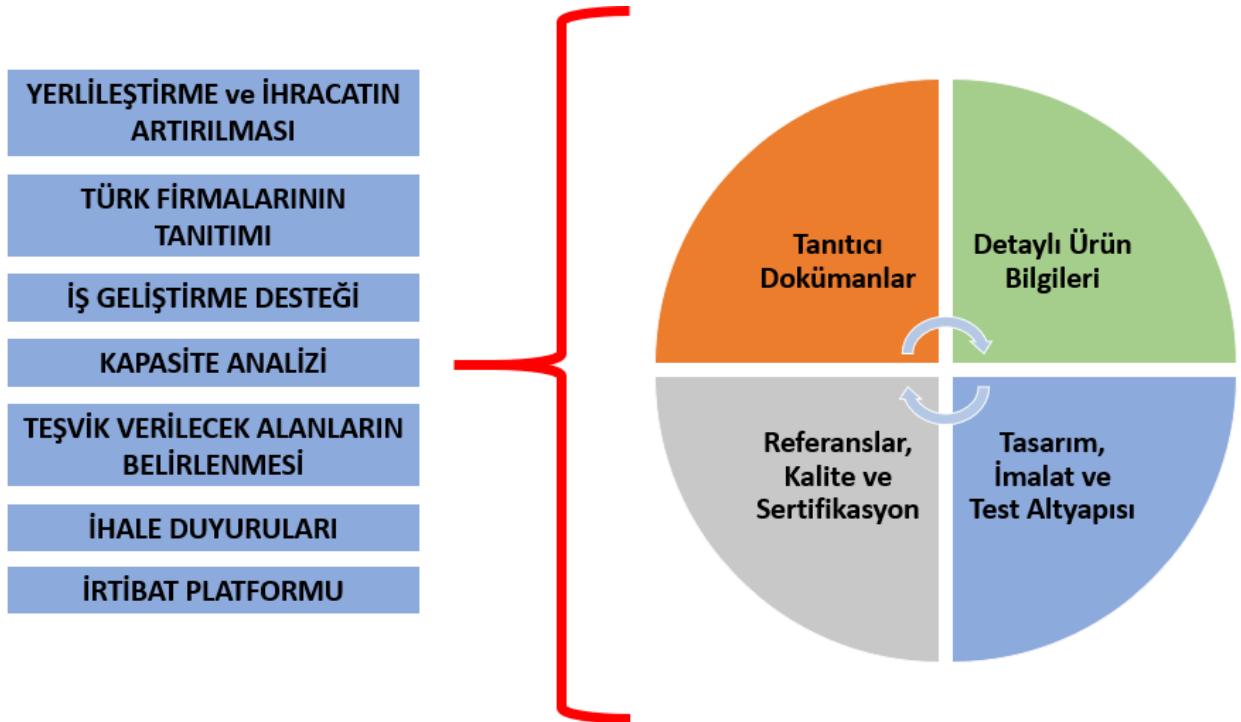 YERLİLEŞTİRME ve İHRACATIN
ARTIRILMASI
TÜRK FİRMALARININ
TANITIMI
İŞ GELİŞTİRME DESTEĞİ
KAPASİTE ANALİZİ
TEŞVİK VERİLECEK ALANLARIN
BELİRLENMESİ
İHALE DUYURULARI
İRTİBAT PLATFORMU
Tanıtıcı
Dokümanlar
Detaylı Ürün
Bilgileri
Referanslar,
Kalite ve
Sertifikasyon
Tasarım,
İmalat ve
Test Altyapısı